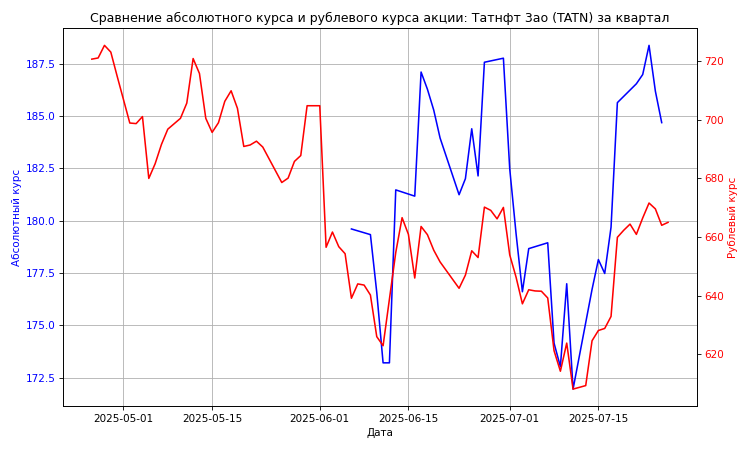 Сравнение абсолютного курса и рублевого курса акции: Татнфт 3ао (TATN) за квартал
187.5
185.0
182.5
180.0
177.5
175.0
172.5
Абсолютный курс
720
700
680
660
640
620
Рублевый курс
2025-05-01 2025-05-15 2025-06-01 2025-06-15 2025-07-01 2025-07-15
Дата